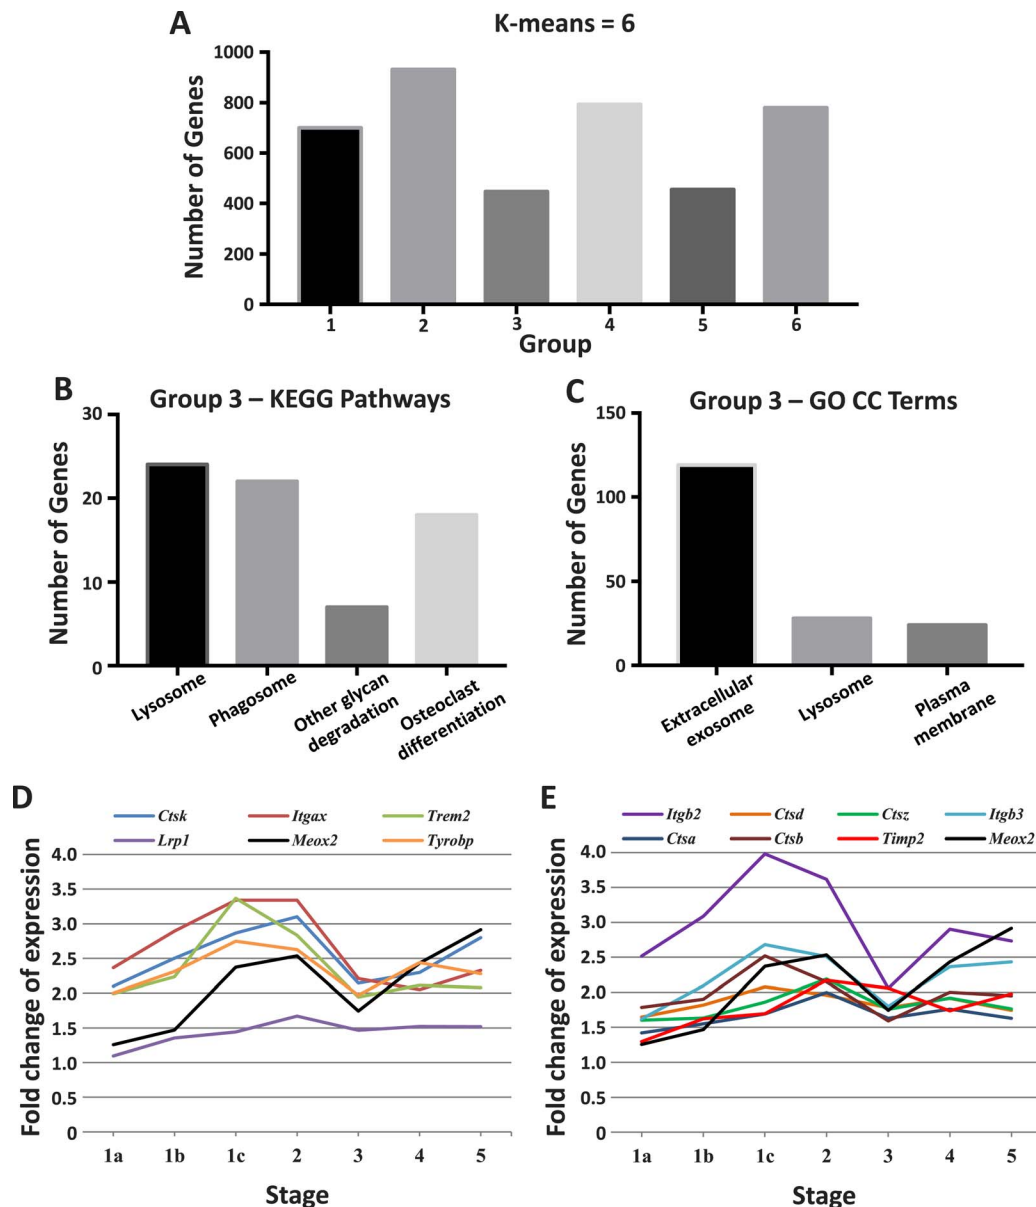 A
K-means = 6
Number of Genes
1000
800
600
400
200
0
1 2 3 4 5 6
Group
B
Group 3 – KEGG Pathways
Number of Genes
30
20
10
0
Lysosome
Phagosome
Other glycan
degradation
Osteoclast
differentiation
C
Group 3 – GO CC Terms
Number of Genes
150
100
50
0
Extracellular
exosome
Lysosome
Plasma
membrane
D
Ctsk Itgax Trem2
Lrp1 Meox2 Tyrobp
Fold change of expression
4.0
3.5
3.0
2.5
2.0
1.5
1.0
0.5
0
1a 1b 1c 2 3 4 5
Stage
E
Itgb2 Ctsd Ctsz Itgb3
Ctsa Ctsb Timp2 Meox2
Fold change of expression
4.0
3.5
3.0
2.5
2.0
1.5
1.0
0.5
0
1a 1b 1c 2 3 4 5
Stage